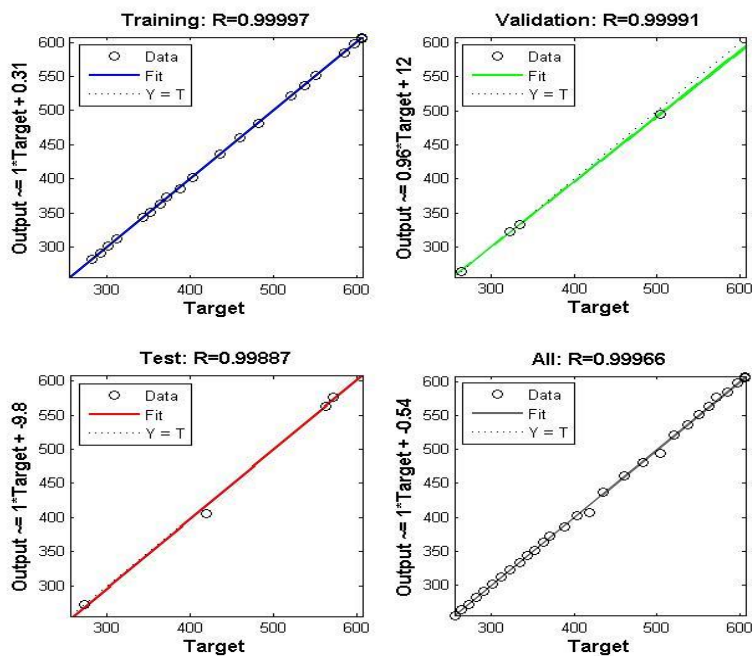 Training: R=0.99997
Output ~= 1*Target + 0.31
600
550
500
450
400
350
300
Data
Fit
Y = T
300 400 500 600
Target
Validation: R=0.99991
Output ~= 0.96*Target + 12
600
550
500
450
400
350
300
Data
Fit
Y = T
300 400 500 600
Target
Test: R=0.99887
Output ~= 1*Target + -9.8
600
550
500
450
400
350
300
Data
Fit
Y = T
300 400 500 600
Target
All: R=0.99966
Output ~= 1*Target + -0.54
600
550
500
450
400
350
300
Data
Fit
Y = T
300 400 500 600
Target